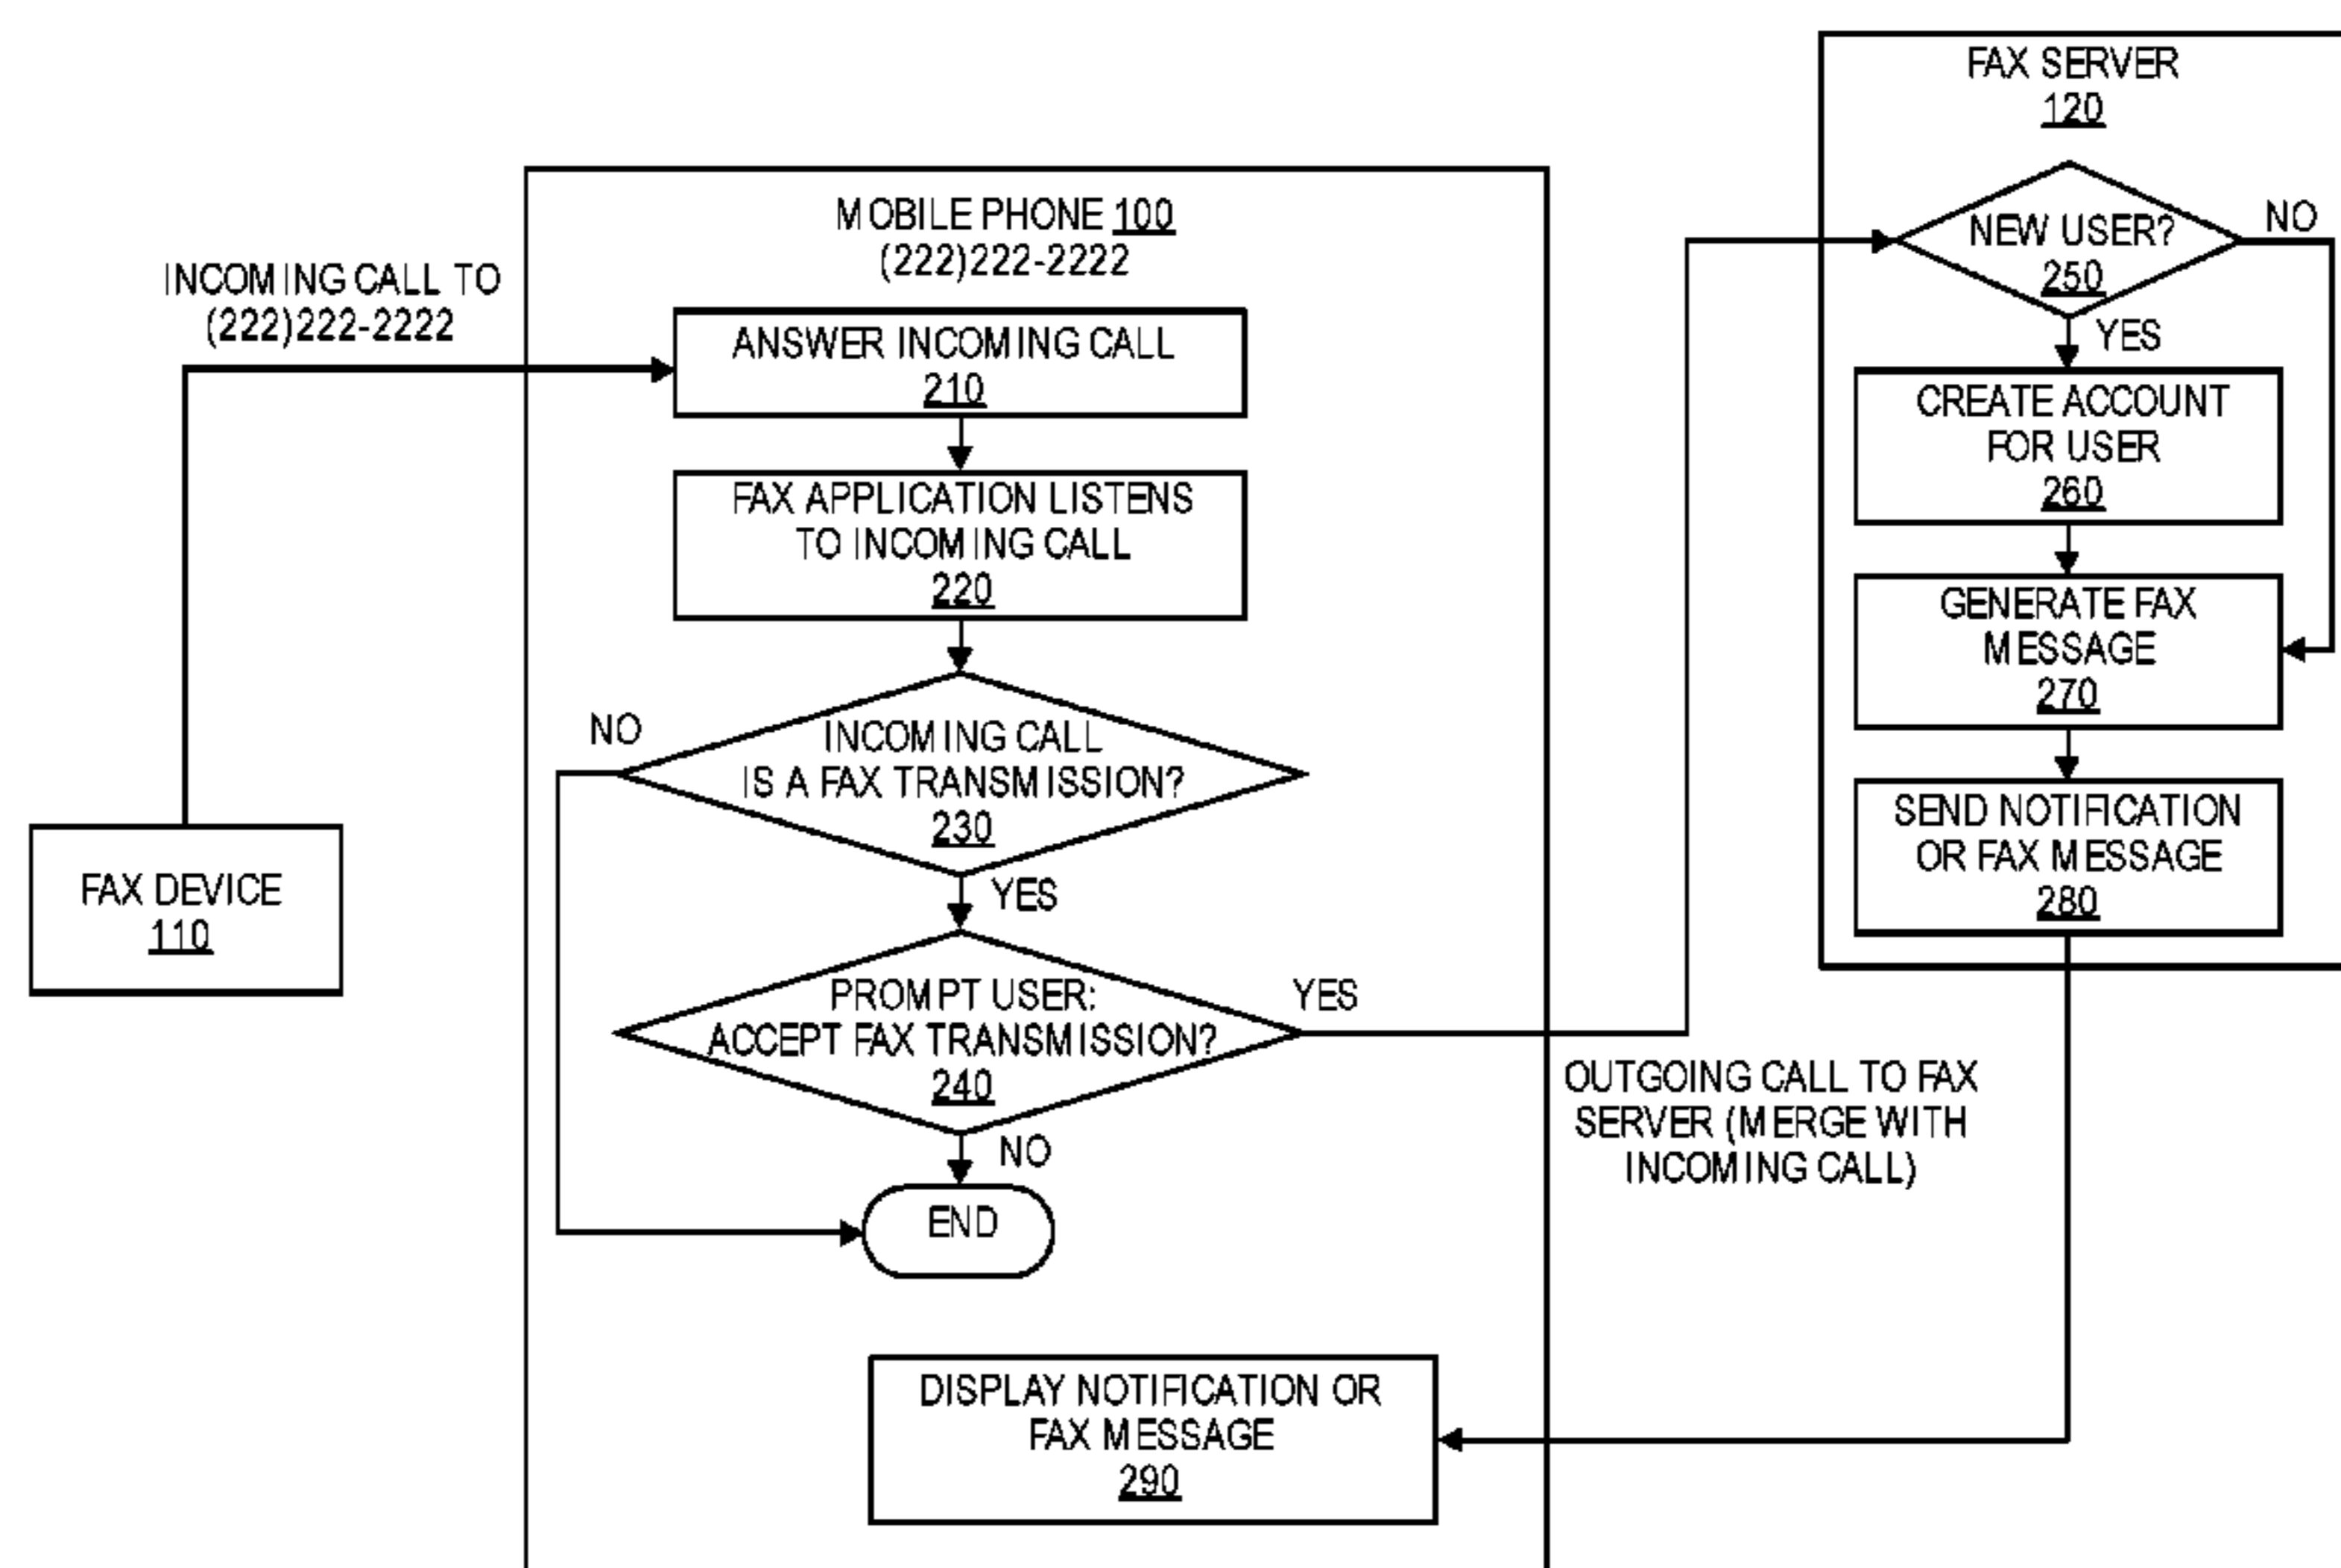 INCOMING CALL TO
(222)222-2222
FAX DEVICE
110
MOBILE PHONE 100
(222)222-2222
ANSWER INCOMING CALL
210
FAX APPLICATION LISTENS
TO INCOMING CALL
220
INCOMING CALL
IS A FAX TRANSMISSION?
230
NO
YES
PROMPT USER:
ACCEPT FAX TRANSMISSION?
240
YES
NO
END
OUTGOING CALL TO FAX
SERVER (MERGE WITH
INCOMING CALL)
FAX SERVER
120
NEW USER?
250
NO
YES
CREATE ACCOUNT
FOR USER
260
GENERATE FAX
MESSAGE
270
SEND NOTIFICATION
OR FAX MESSAGE
280
DISPLAY NOTIFICATION OR
FAX MESSAGE
290